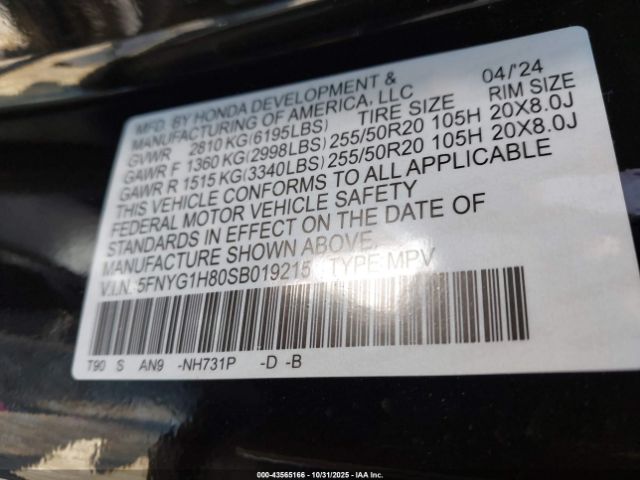 MFD. BY HONDA DEVELOPMENT & 04/'24
MANUFACTURING OF AMERICA, LLC
GVWR 2810 KG(6195LBS) TIRE SIZE RIM SIZE
GAWR F 1360 KG(2998LBS) 255/50R20 105H 20X8.0J
GAWR R 1515 KG(3340LBS) 255/50R20 105H 20X8.0J
THIS VEHICLE CONFORMS TO ALL APPLICABLE
FEDERAL MOTOR VEHICLE SAFETY
STANDARDS IN EFFECT ON THE DATE OF
MANUFACTURE SHOWN ABOVE.
V.I.N.:5FNYG1H80SB019215 TYPE:MPV
T90 S AN9 -NH731P -D -B
000-43565166 - 10/31/2025 - IAA Inc.